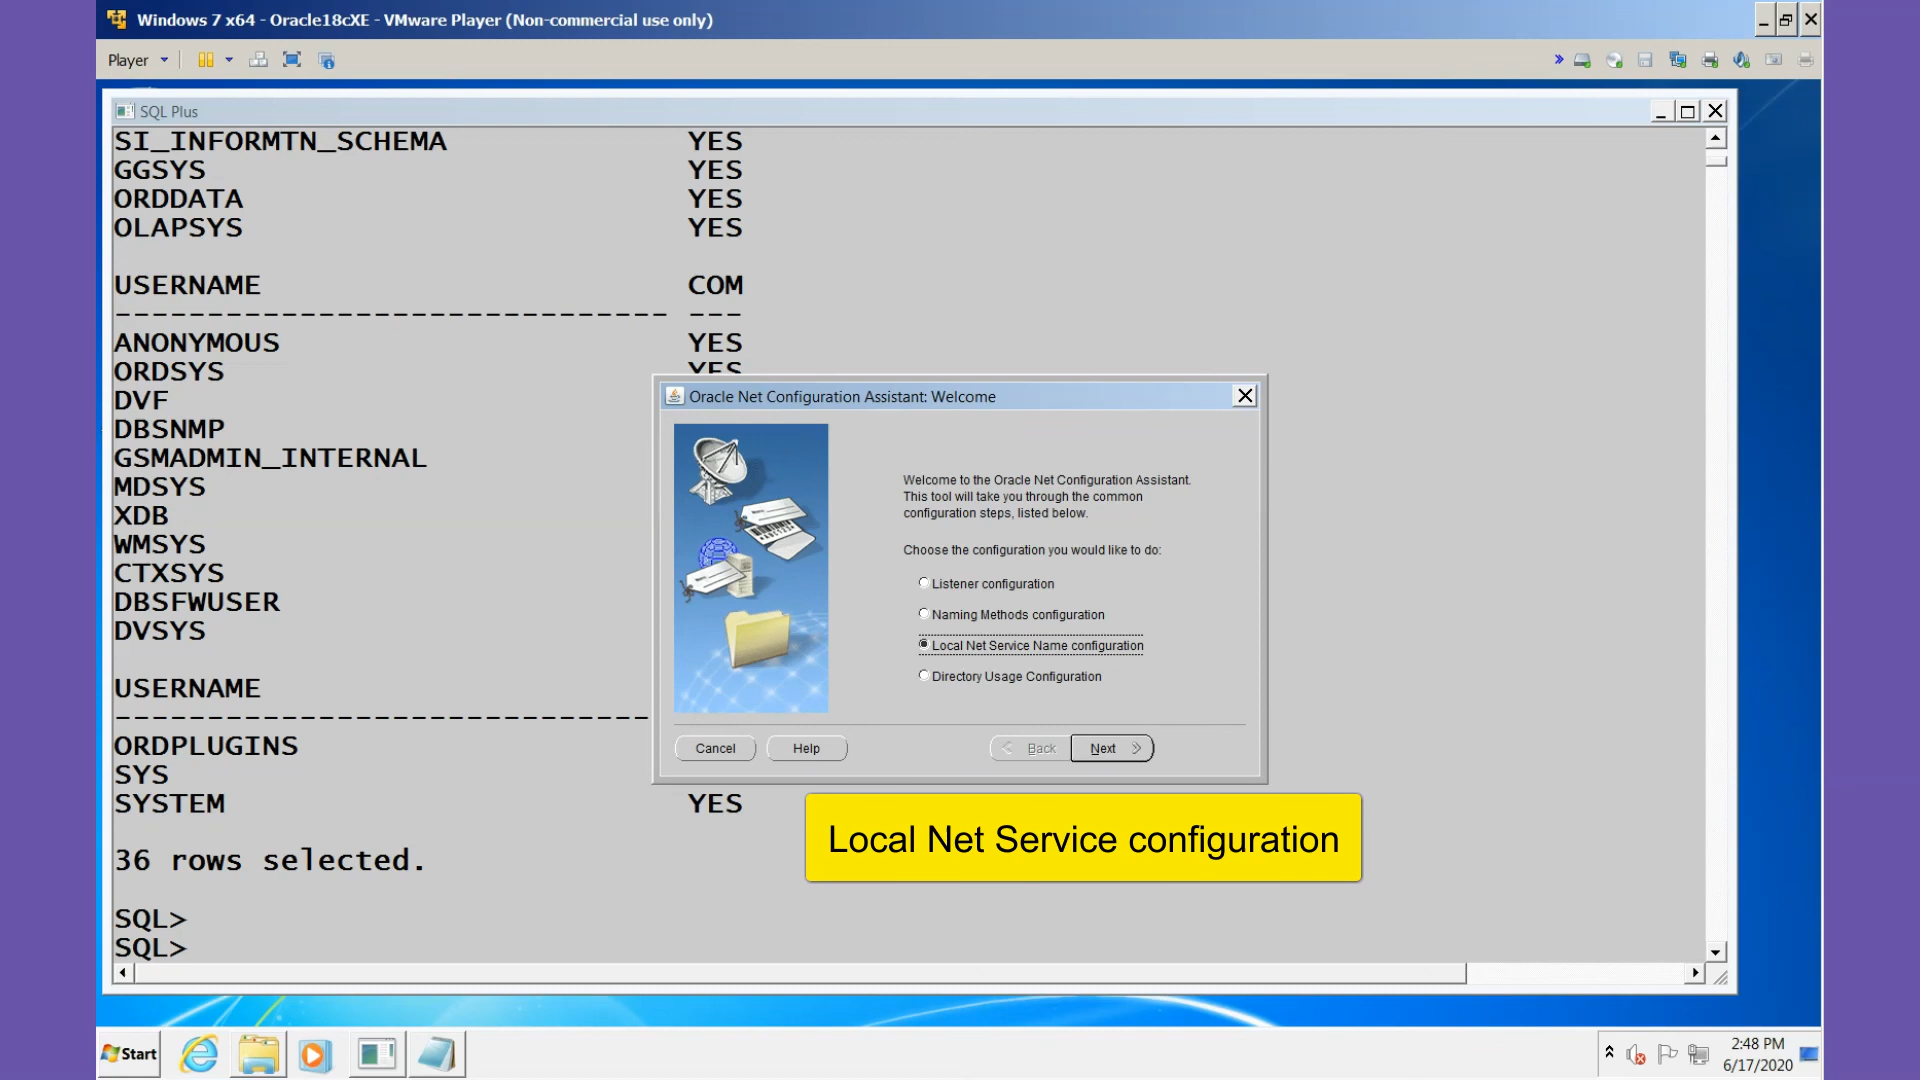 Windows 7 x64 - Oracle18cXE - VMware Player (Non-commercial use only)
Player
SQL Plus
SI_INFORMTN_SCHEMA YES
GGSYS YES
ORDDATA YES
OLAPSYS YES
USERNAME COM
------------------------------ ---
ANONYMOUS YES
ORDSYS YES
DVF
DBSNMP
GSMADMIN_INTERNAL
MDSYS
XDB
WMSYS
CTXSYS
DBSFWUSER
DVSYS
USERNAME
-----------------------------
ORDPLUGINS
SYS
SYSTEM YES
36 rows selected.
SQL>
SQL>
Oracle Net Configuration Assistant: Welcome
Welcome to the Oracle Net Configuration Assistant.
This tool will take you through the common
configuration steps, listed below.
Choose the configuration you would like to do:
Listener configuration
Naming Methods configuration
Local Net Service Name configuration
Directory Usage Configuration
Cancel Help Back Next
Local Net Service configuration
Start
2:48 PM
6/17/2020